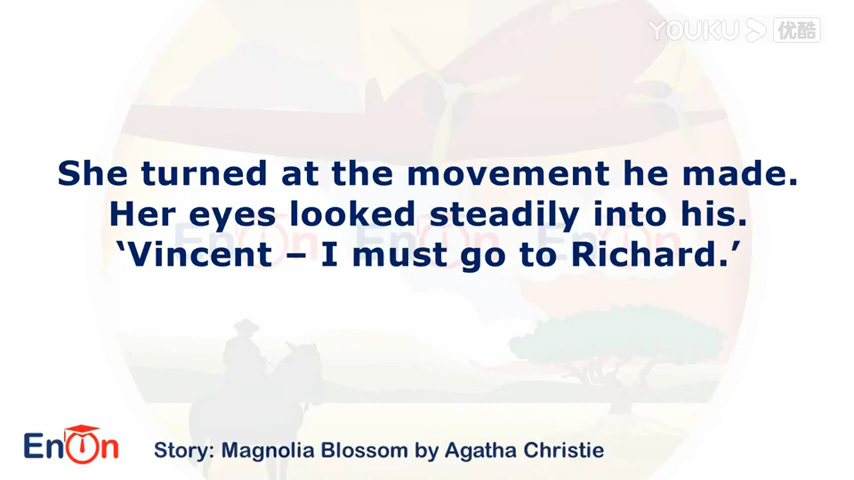 YOUKU 优酷
She turned at the movement he made.
Her eyes looked steadily into his.
‘Vincent – I must go to Richard.’
EnOn
Story: Magnolia Blossom by Agatha Christie